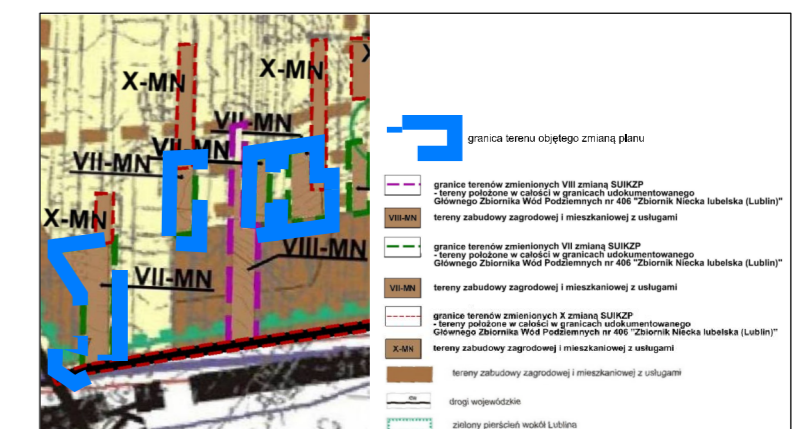 X-MN
X-MN
VII-MN
VII-MN
VII-MN
X-MN
VIII-MN
VII-MN
granica terenu objętego zmianą planu
granice terenów zmienionych VIII zmianą SUIKZP
- tereny położone w całości w granicach udokumentowanego
Głównego Zbiornika Wód Podziemnych nr 406 "Zbiornik Niecka lubelska (Lublin)"
VIII-MN tereny zabudowy zagrodowej i mieszkaniowej z usługami
granice terenów zmienionych VII zmianą SUIKZP
- tereny położone w całości w granicach udokumentowanego
Głównego Zbiornika Wód Podziemnych nr 406 "Zbiornik Niecka lubelska (Lublin)"
VII-MN tereny zabudowy zagrodowej i mieszkaniowej z usługami
granice terenów zmienionych X zmianą SUIKZP
- tereny położone w całości w granicach udokumentowanego
Głównego Zbiornika Wód Podziemnych nr 406 "Zbiornik Niecka lubelska (Lublin)"
X-MN tereny zabudowy zagrodowej i mieszkaniowej z usługami
tereny zabudowy zagrodowej i mieszkaniowej z usługami
drogi wojewódzkie
zielony pierścień wokół Lublina